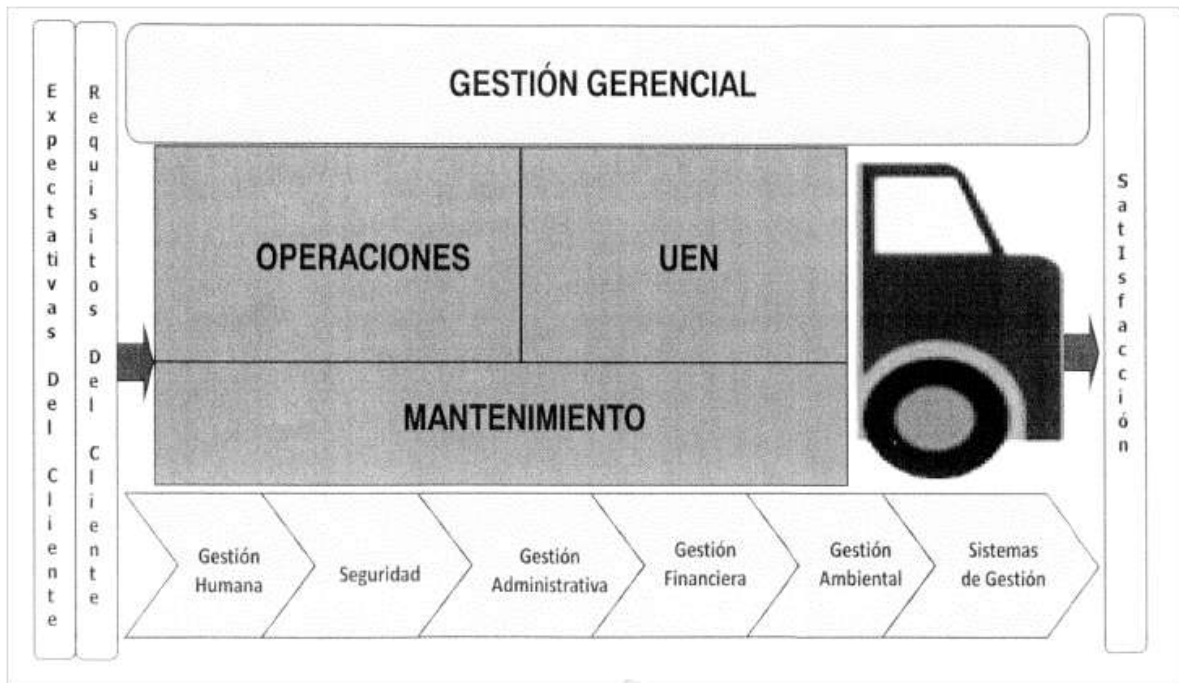 Expectativas Del Cliente
Requisitos Del Cliente
GESTIÓN GERENCIAL
OPERACIONES
UEN
MANTENIMIENTO
SatIsfacción
Gestión
Humana
Seguridad
Gestión
Administrativa
Gestión
Financiera
Gestión
Ambiental
Sistemas
de Gestión